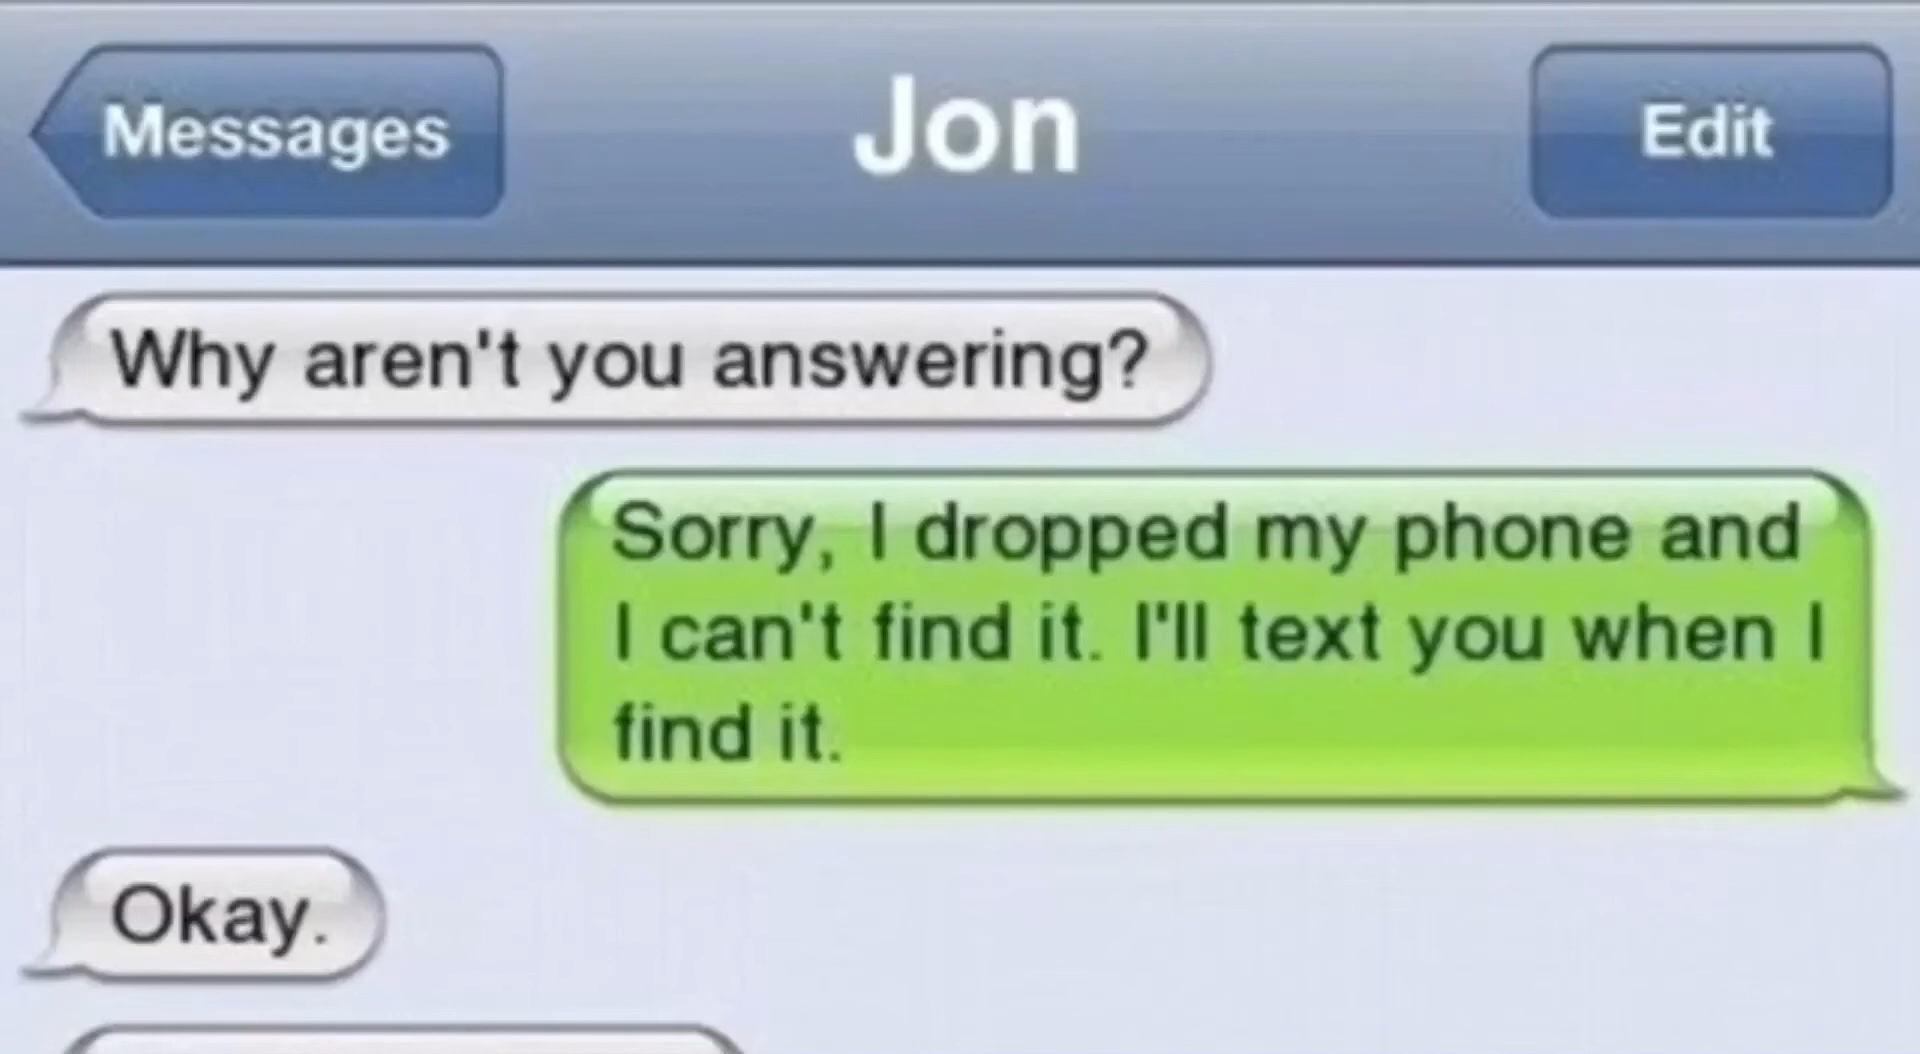 Messages
Jon
Edit
Why aren't you answering?
Sorry, I dropped my phone and
I can't find it. I'll text you when I
find it.
Okay.